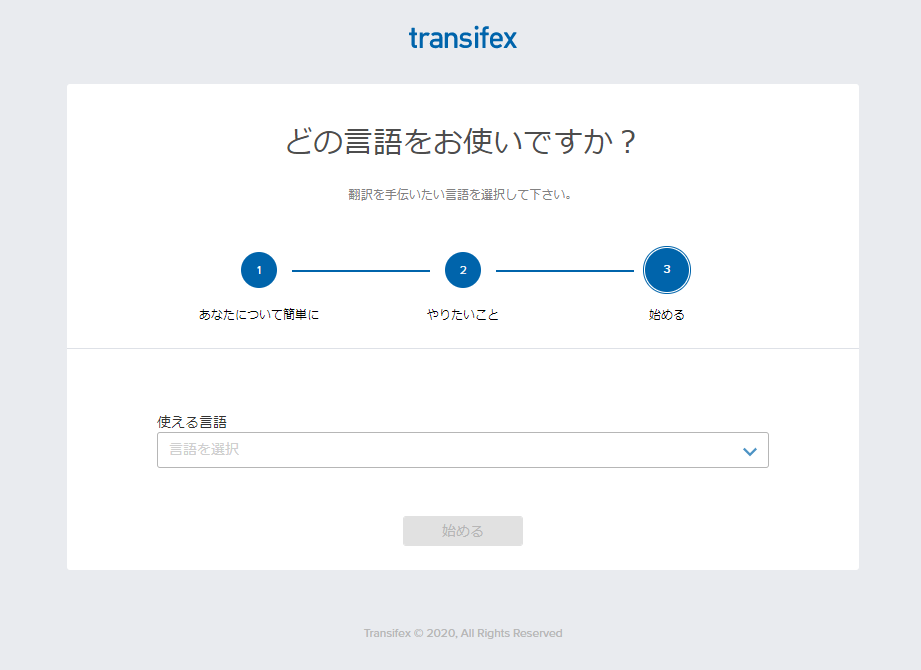 transifex
どの言語をお使いですか？
翻訳を手伝いたい言語を選択して下さい。
1
2
3
あなたについて簡単に
やりたいこと
始める
使える言語
言語を選択
始める
Transifex © 2020, All Rights Reserved